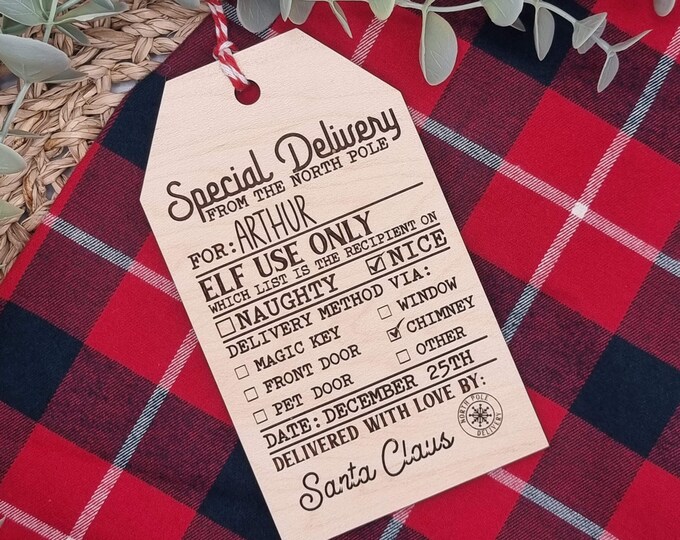 Special Delivery
FROM THE NORTH POLE
FOR: ARTHUR
ELF USE ONLY
WHICH LIST IS THE RECIPIENT ON
☐ NAUGHTY ☑ NICE
DELIVERY METHOD VIA:
☐ MAGIC KEY ☐ WINDOW
☐ FRONT DOOR ☑ CHIMNEY
☐ PET DOOR ☐ OTHER
DATE: DECEMBER 25TH
DELIVERED WITH LOVE BY:
Santa Claus
NORTH POLE
DELIVERY